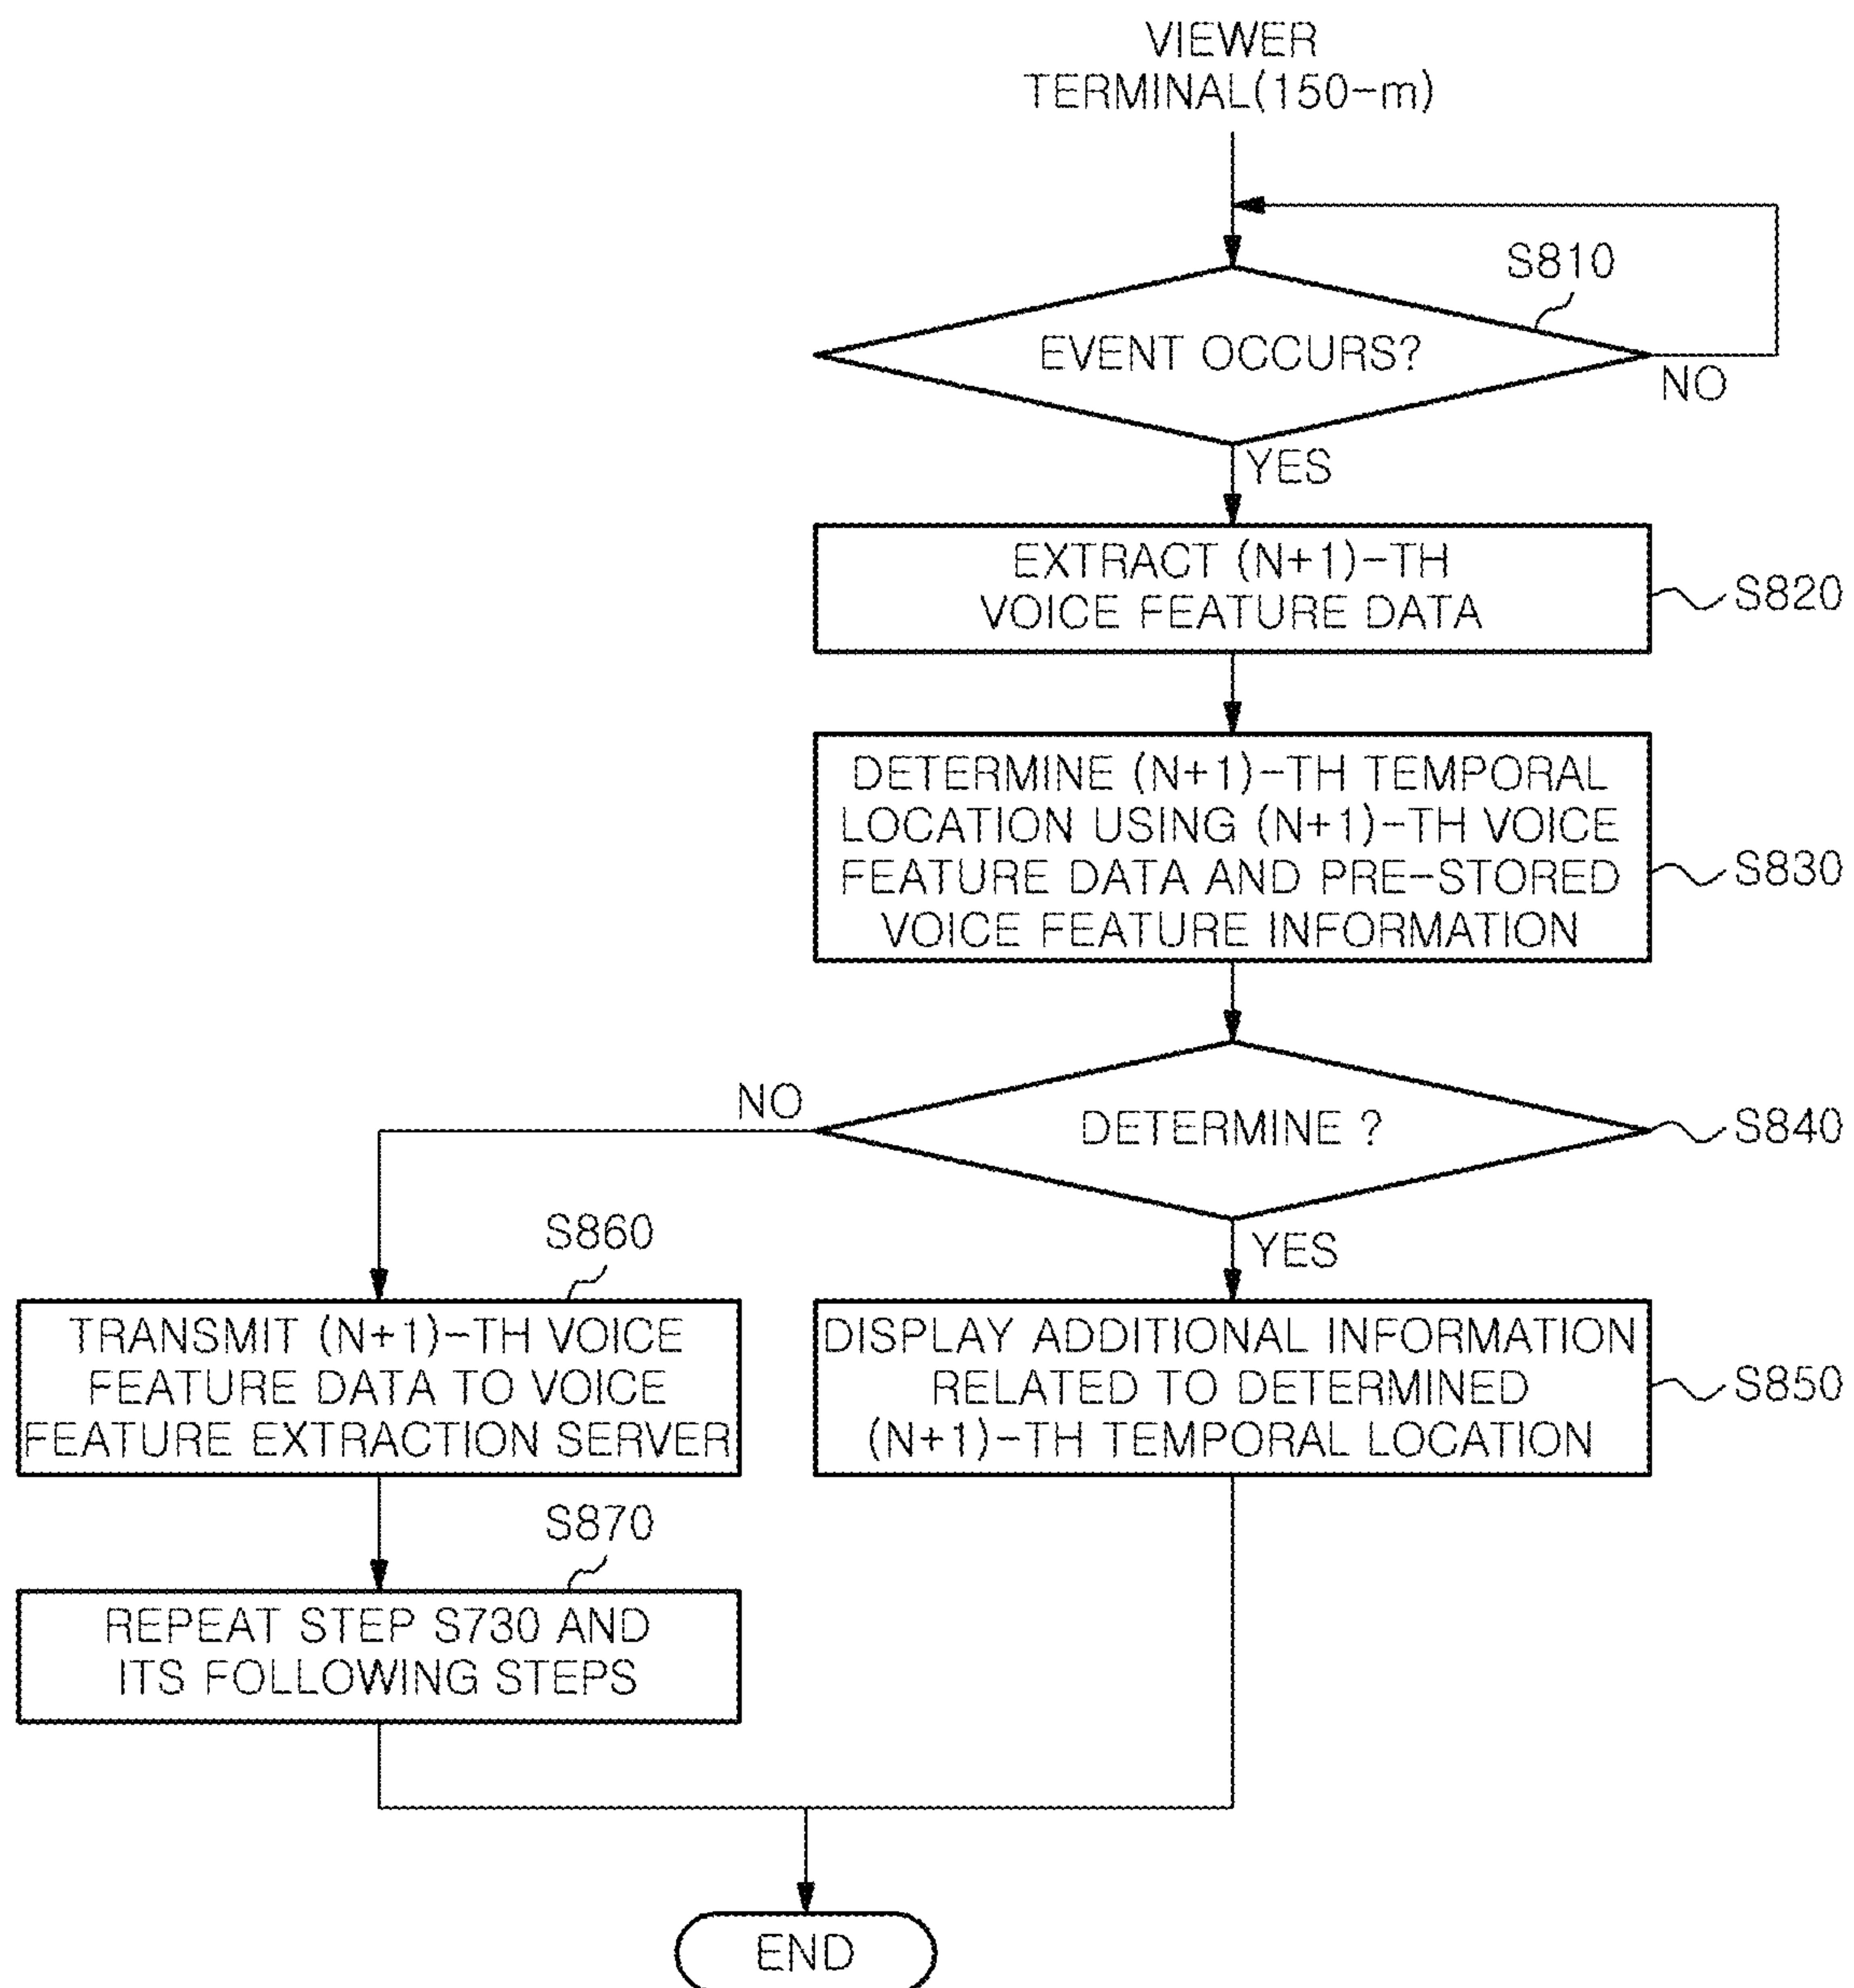 VIEWER
TERMINAL(150-m)
S810
EVENT OCCURS?
NO
YES
EXTRACT (N+1)-TH
VOICE FEATURE DATA
S820
DETERMINE (N+1)-TH TEMPORAL
LOCATION USING (N+1)-TH VOICE
FEATURE DATA AND PRE-STORED
VOICE FEATURE INFORMATION
S830
NO
DETERMINE ?
S840
YES
S860
TRANSMIT (N+1)-TH VOICE
FEATURE DATA TO VOICE
FEATURE EXTRACTION SERVER
DISPLAY ADDITIONAL INFORMATION
RELATED TO DETERMINED
(N+1)-TH TEMPORAL LOCATION
S850
S870
REPEAT STEP S730 AND
ITS FOLLOWING STEPS
END